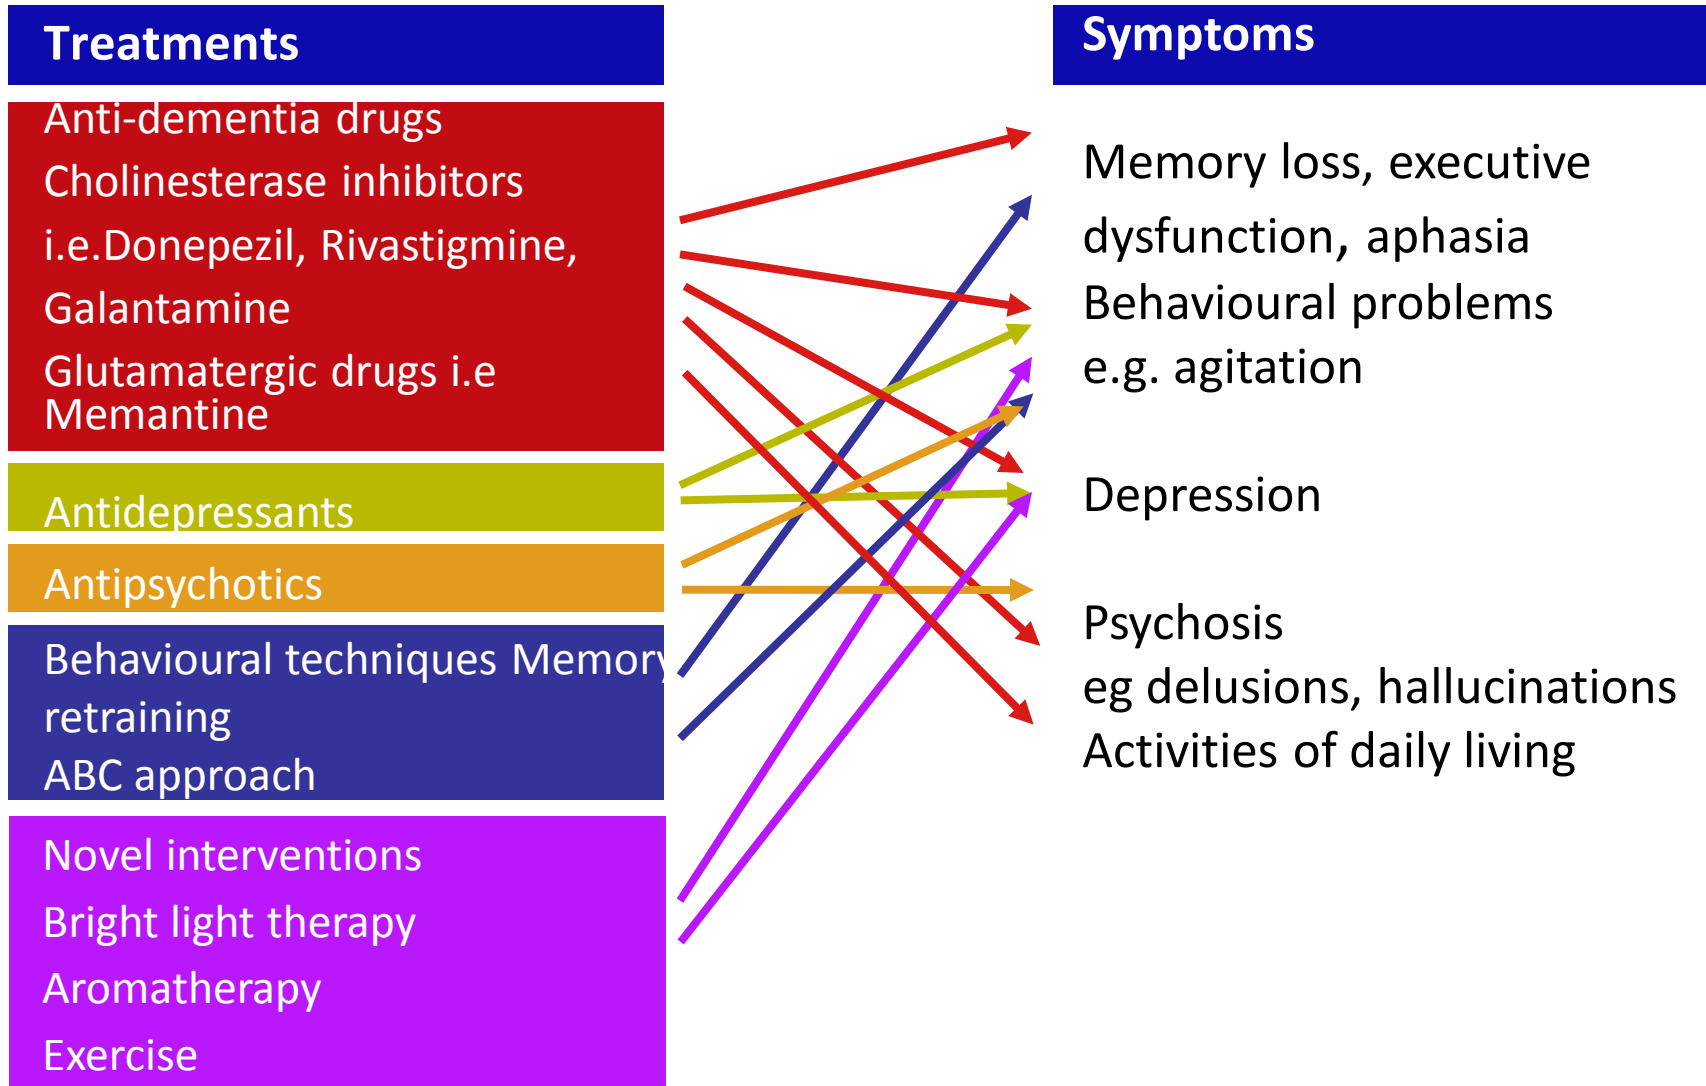 Treatments
Anti-dementia drugs
Cholinesterase inhibitors
i.e.Donepezil, Rivastigmine,
Galantamine
Glutamatergic drugs i.e
Memantine
Antidepressants
Antipsychotics
Behavioural techniques Memory
retraining
ABC approach
Novel interventions
Bright light therapy
Aromatherapy
Exercise
Symptoms
Memory loss, executive
dysfunction, aphasia
Behavioural problems
e.g. agitation
Depression
Psychosis
eg delusions, hallucinations
Activities of daily living